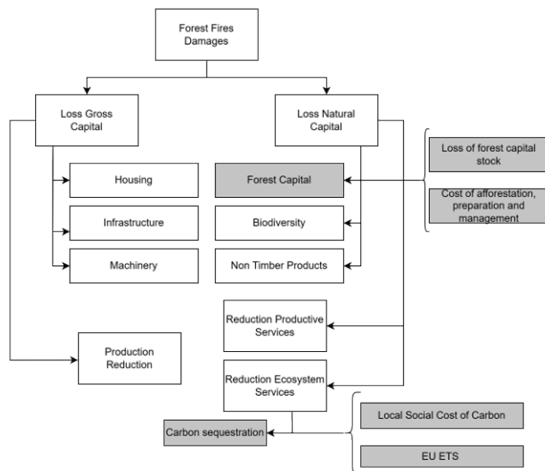 Forest Fires
Damages
Loss Gross
Capital
Loss Natural
Capital
Loss of forest capital
stock
Housing
Forest Capital
Cost of afforestation,
preparation and
management
Infrastructure
Biodiversity
Machinery
Non Timber Products
Reduction Productive
Services
Production
Reduction
Reduction Ecosystem
Services
Local Social Cost of Carbon
Carbon sequestration
EU ETS